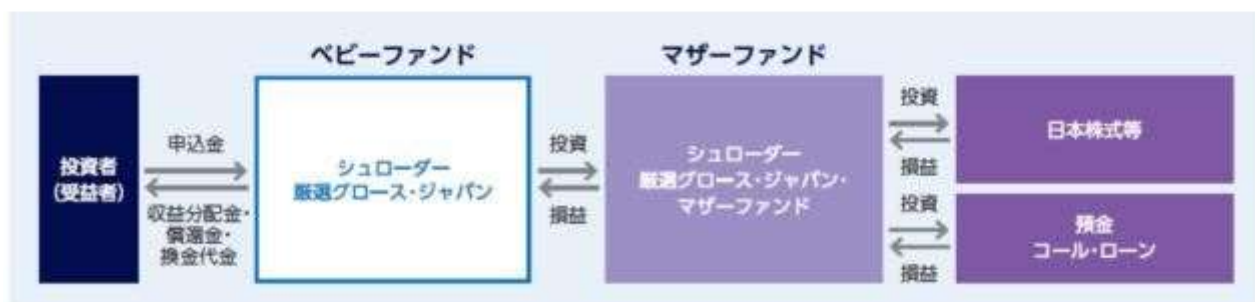 ベビーファンド
マザーファンド
投資者
(受益者)
申込金
収益分配金・
償還金・
換金代金
シュローダー
厳選グロース・ジャパン
投資
損益
シュローダー
厳選グロース・ジャパン・
マザーファンド
投資
損益
日本株式等
投資
損益
預金
コール・ローン